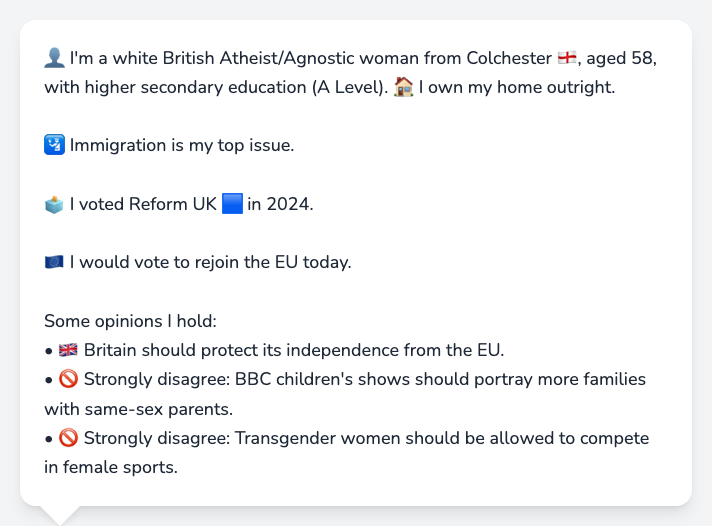 👤 I'm a white British Atheist/Agnostic woman from Colchester 🏴󠁧󠁢󠁥󠁮󠁧󠁿, aged 58,
with higher secondary education (A Level). 🏠 I own my home outright.
🛂 Immigration is my top issue.
🗳️ I voted Reform UK 🟦 in 2024.
🇪🇺 I would vote to rejoin the EU today.
Some opinions I hold:
• 🇬🇧 Britain should protect its independence from the EU.
• 🚫 Strongly disagree: BBC children's shows should portray more families
with same-sex parents.
• 🚫 Strongly disagree: Transgender women should be allowed to compete
in female sports.